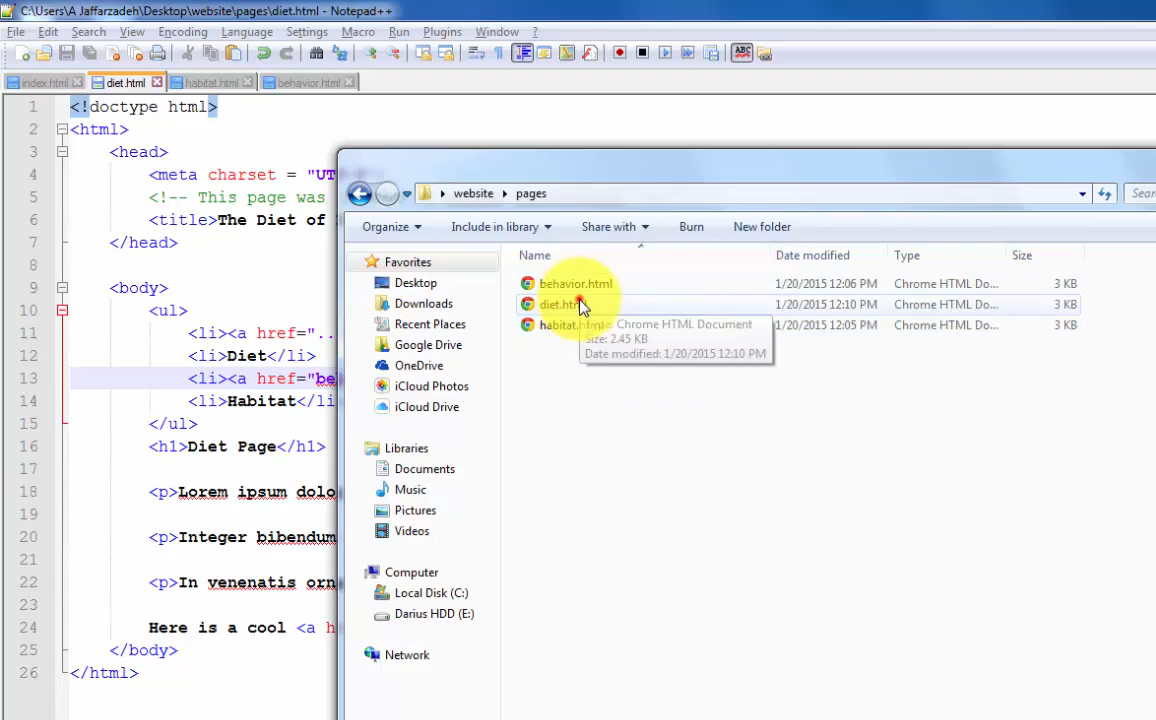 C:\Users\A Jaffarzadeh\Desktop\website\pages\diet.html - Notepad++
File Edit Search View Encoding Language Settings Macro Run Plugins Window ?
ABC
index.html diet.html habitat.html behavior.html
1 <!doctype html>
2 <html>
3 <head>
4 <meta charset = "UT
5 <!-- This page was
6 <title>The Diet of
7 </head>
8
9 <body>
10 <ul>
11 <li><a href="..
12 <li>Diet</li>
13 <li><a href="be
14 <li>Habitat</li
15 </ul>
16 <h1>Diet Page</h1>
17
18 <p>Lorem ipsum dolo
19
20 <p>Integer bibendum
21
22 <p>In venenatis orn
23
24 Here is a cool <a h
25 </body>
26 </html>
website pages
Sear
Organize Include in library Share with Burn New folder
Name Date modified Type Size
behavior.html 1/20/2015 12:06 PM Chrome HTML Do... 3 KB
diet.html 1/20/2015 12:10 PM Chrome HTML Do... 3 KB
habitat.html 1/20/2015 12:05 PM Chrome HTML Do... 3 KB
Chrome HTML Document
Size: 2.45 KB
Date modified: 1/20/2015 12:10 PM
Favorites
Desktop
Downloads
Recent Places
Google Drive
OneDrive
iCloud Photos
iCloud Drive
Libraries
Documents
Music
Pictures
Videos
Computer
Local Disk (C:)
Darius HDD (E:)
Network